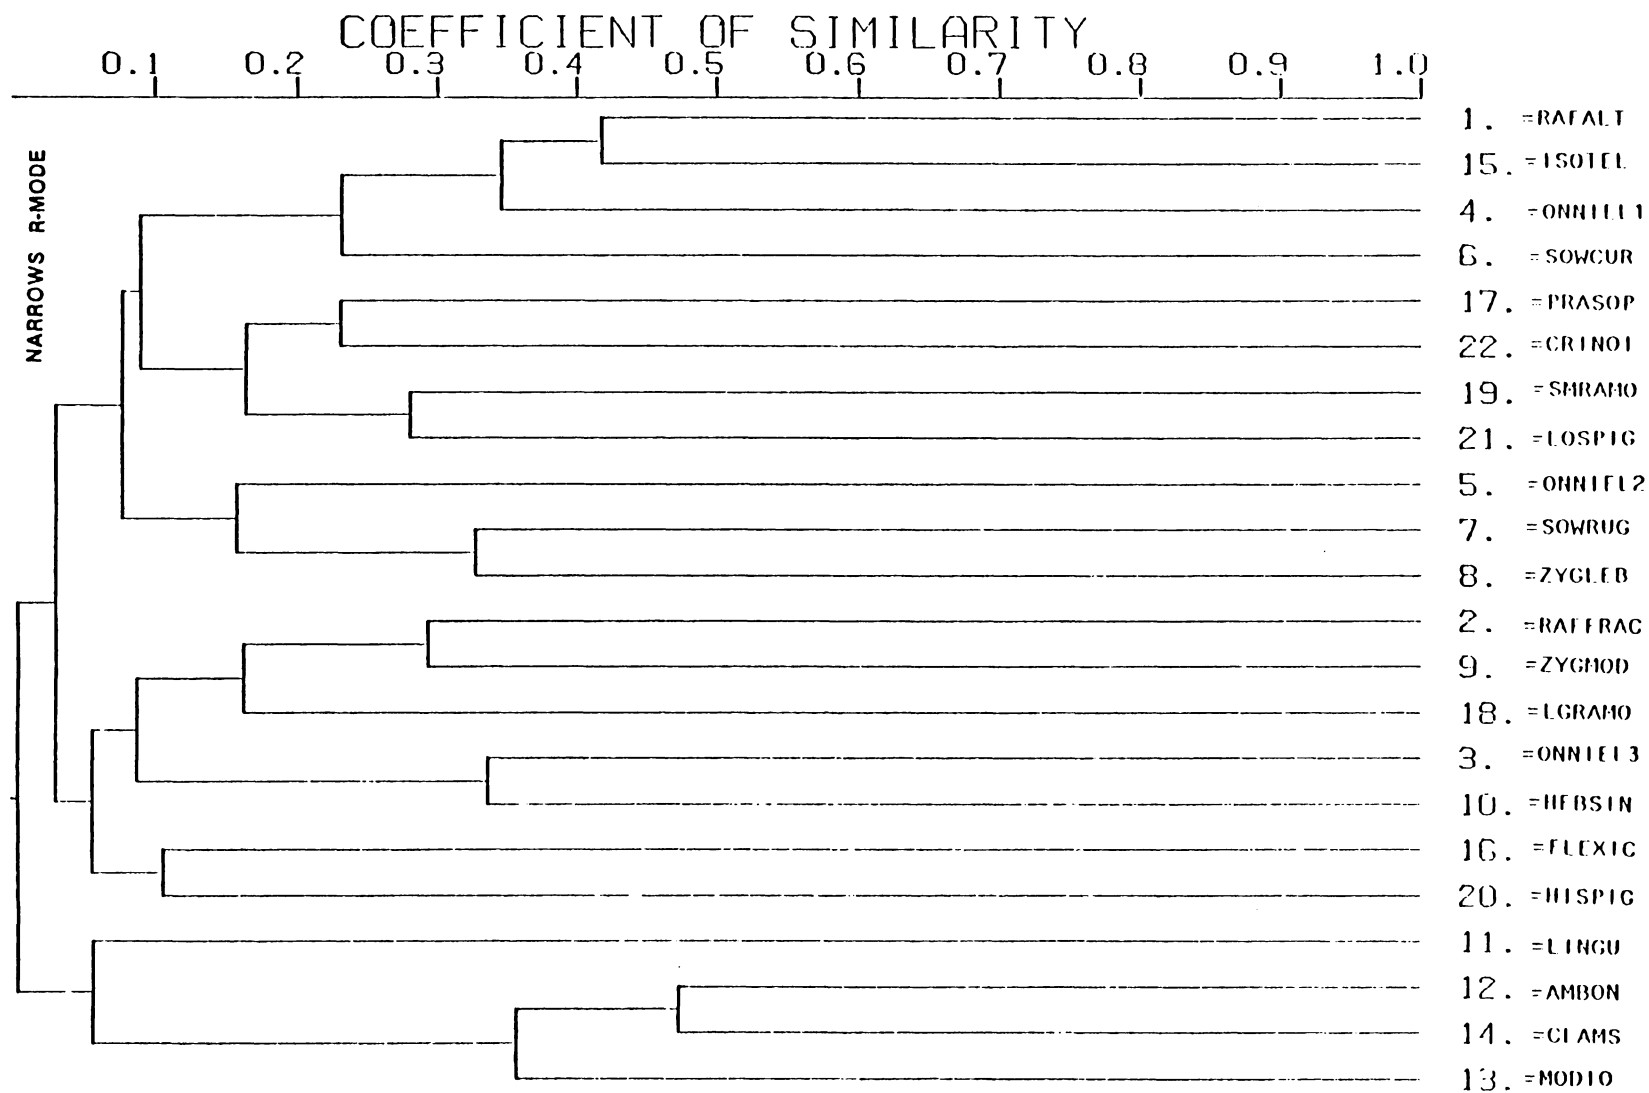 COEFFICIENT OF SIMILARITY
0.1 0.2 0.3 0.4 0.5 0.6 0.7 0.8 0.9 1.0
NARROWS R-MODE
1. =RAFALT
15. =ISOTEL
4. =ONNIEL1
6. =SOWCUR
17. =PRASOP
22. =CRINOI
19. =SMRAMO
21. =LOSPIG
5. =ONNIEL2
7. =SOWRUG
8. =ZYGLEB
2. =RAFFRAC
9. =ZYGMOD
18. =LGRAMO
3. =ONNIEL3
10. =HEBSIN
16. =FLEXIC
20. =HISPIG
11. =LINGU
12. =AMBON
14. =CLAMS
13. =MODIO